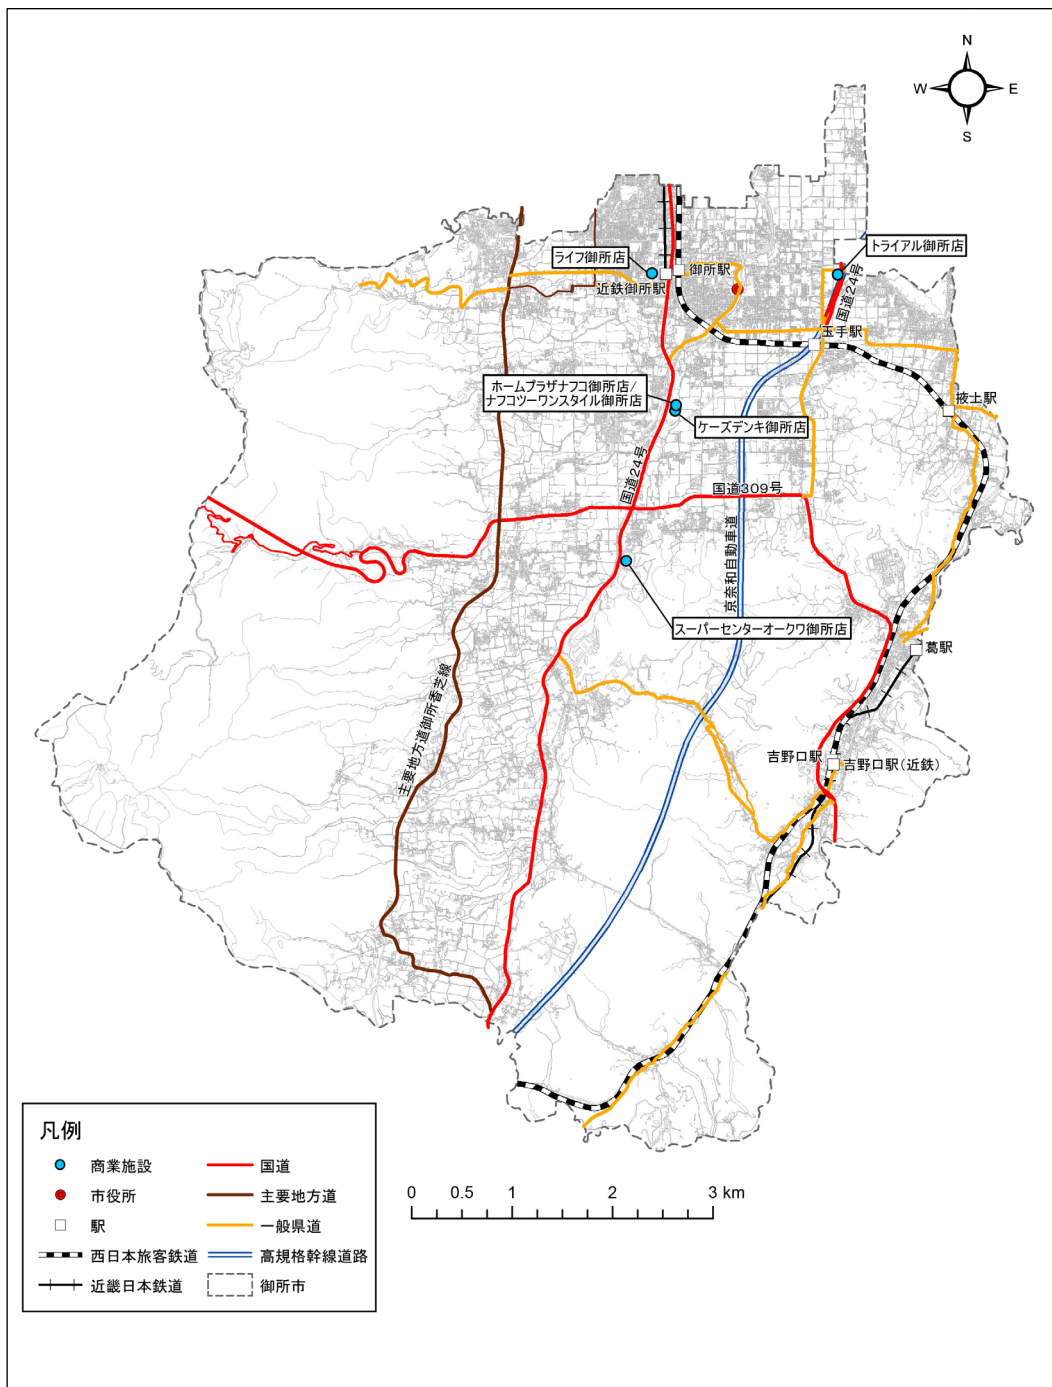 N
W
E
S
トライアル御所店
ライフ御所店
御所駅
近鉄御所駅
国道24号
玉手駅
ホームプラザナフコ御所店/
ナフコツーワンスタイル御所店
掖上駅
ケーズデンキ御所店
国道24号
国道309号
京奈和自動車道
スーパーセンターオークワ御所店
葛駅
主要地方道御所香芝線
吉野口駅
吉野口駅(近鉄)
凡例
商業施設
国道
市役所
主要地方道
駅
一般県道
西日本旅客鉄道
高規格幹線道路
近畿日本鉄道
御所市
0 0.5 1 2 3 km